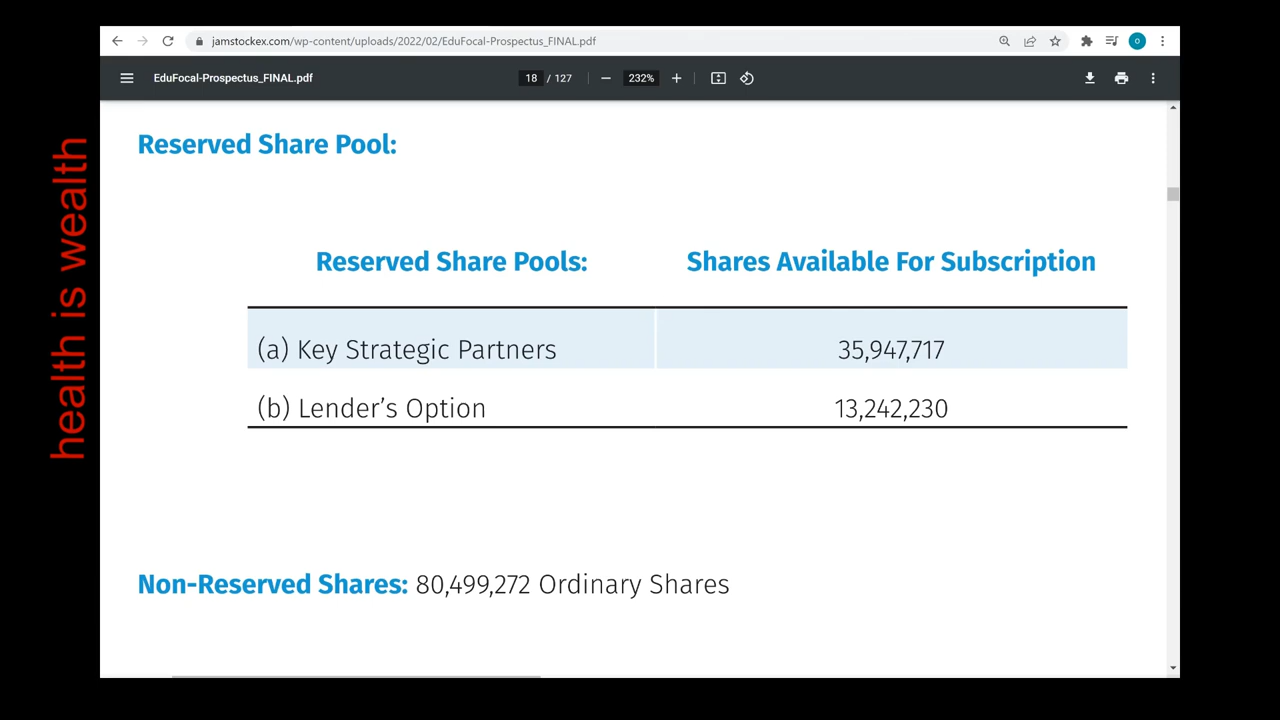 jamstockex.com/wp-content/uploads/2022/02/EduFocal-Prospectus_FINAL.pdf
O
EduFocal-Prospectus_FINAL.pdf
18 / 127
232%
health is wealth
Reserved Share Pool:
Reserved Share Pools: Shares Available For Subscription
(a) Key Strategic Partners 35,947,717
(b) Lender’s Option 13,242,230
Non-Reserved Shares: 80,499,272 Ordinary Shares